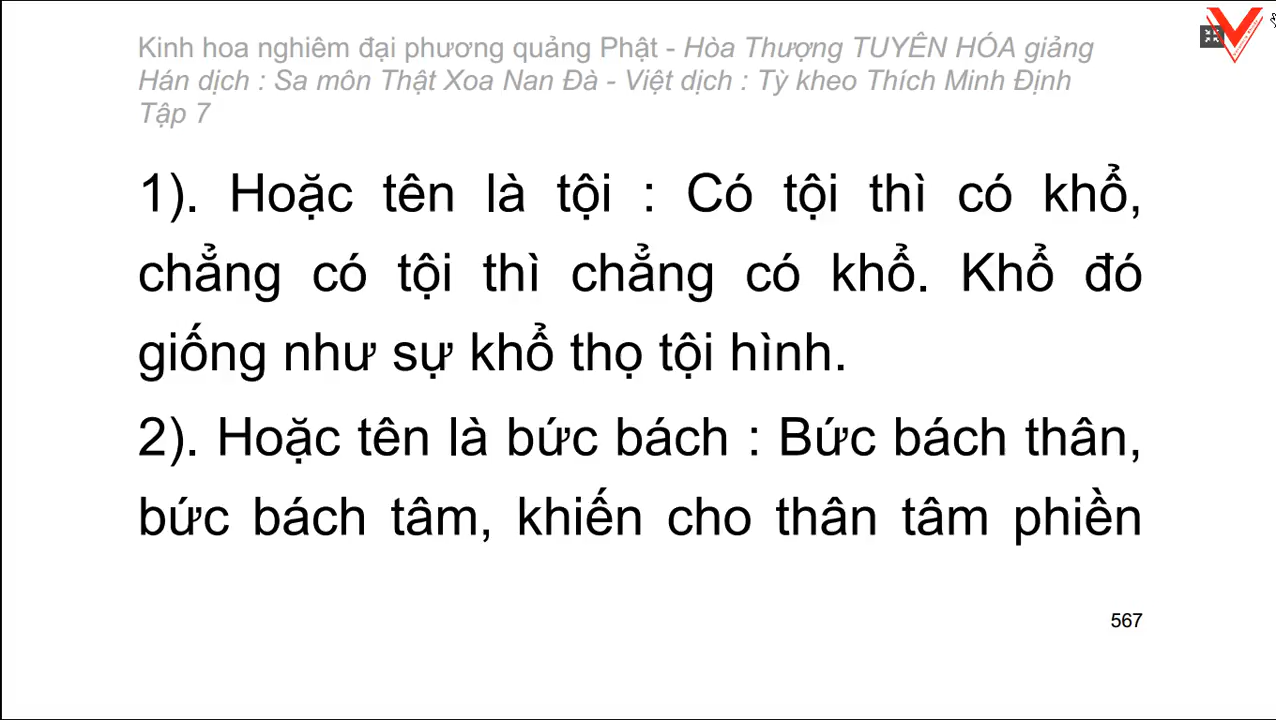 Kinh hoa nghiêm đại phương quảng Phật - Hòa Thượng TUYÊN HÓA giảng
Hán dịch : Sa môn Thật Xoa Nan Đà - Việt dịch : Tỳ kheo Thích Minh Định
Tập 7
1). Hoặc tên là tội : Có tội thì có khổ,
chẳng có tội thì chẳng có khổ. Khổ đó
giống như sự khổ thọ tội hình.
2). Hoặc tên là bức bách : Bức bách thân,
bức bách tâm, khiến cho thân tâm phiền
567